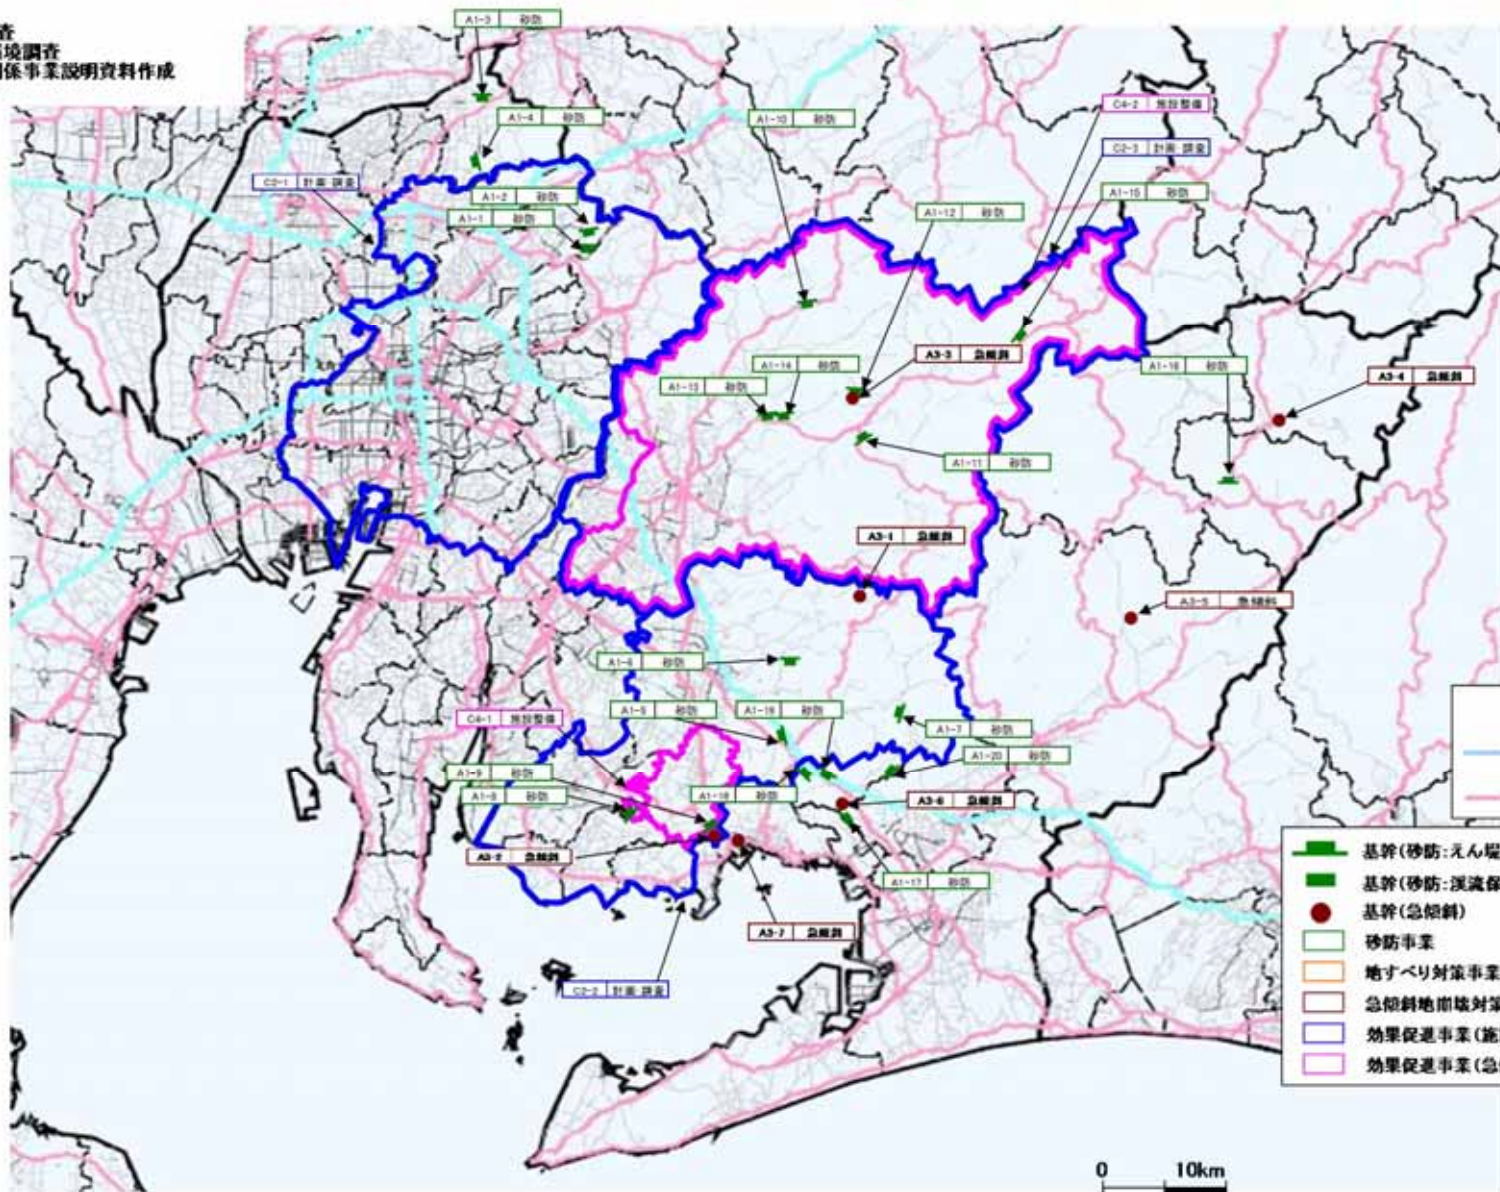 査
境調査
係事業説明資料作成
A1-3 砂防
A1-4 砂防
A1-10 砂防
C4-2 施設整備
C2-3 計画・調査
C2-1 計画・調査
A1-2 砂防
A1-1 砂防
A1-15 砂防
A1-12 砂防
A3-3 急傾斜
A1-14 砂防
A1-13 砂防
A1-16 砂防
A3-4 急傾斜
A1-11 砂防
A3-1 急傾斜
A3-5 急傾斜
A1-6 砂防
A1-5 砂防
A1-19 砂防
C4-1 施設整備
A1-7 砂防
A1-20 砂防
A1-9 砂防
A1-8 砂防
A1-18 砂防
A3-6 急傾斜
A3-2 急傾斜
A1-17 砂防
A3-7 急傾斜
C2-2 計画・調査
基幹(砂防:えん堤
基幹(砂防:渓流保
基幹(急傾斜)
砂防事業
地すべり対策事業
急傾斜地崩壊対策
効果促進事業(施
効果促進事業(急
0 10km